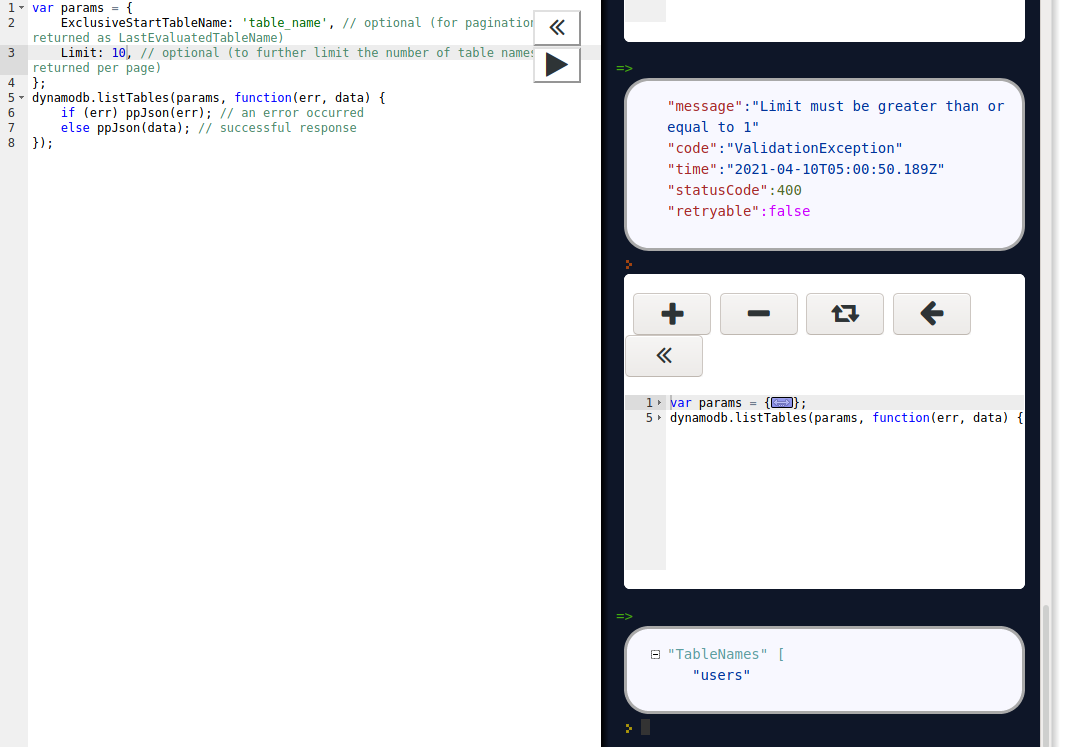 1 var params = {
2 ExclusiveStartTableName: 'table_name', // optional (for pagination
returned as LastEvaluatedTableName)
3 Limit: 10, // optional (to further limit the number of table names
returned per page)
4 };
5 dynamodb.listTables(params, function(err, data) {
6 if (err) ppJson(err); // an error occurred
7 else ppJson(data); // successful response
8 });
=>
"message":"Limit must be greater than or
equal to 1"
"code":"ValidationException"
"time":"2021-04-10T05:00:50.189Z"
"statusCode":400
"retryable":false
>
1 var params = {};
5 dynamodb.listTables(params, function(err, data) {
=>
"TableNames" [
"users"
>